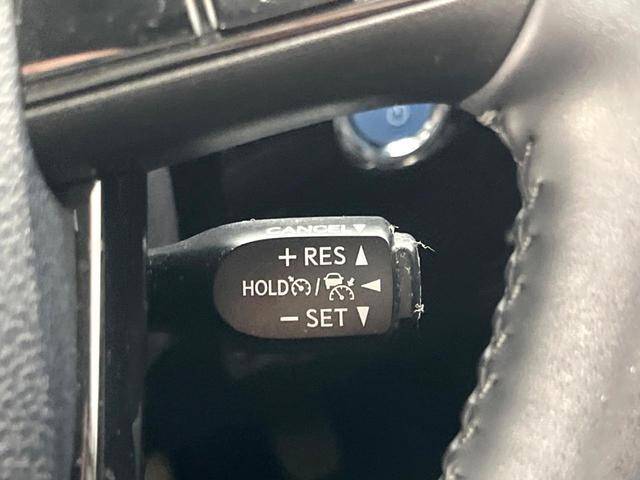 CANCEL▼
+ RES ▲
HOLD / ◀
− SET ▼